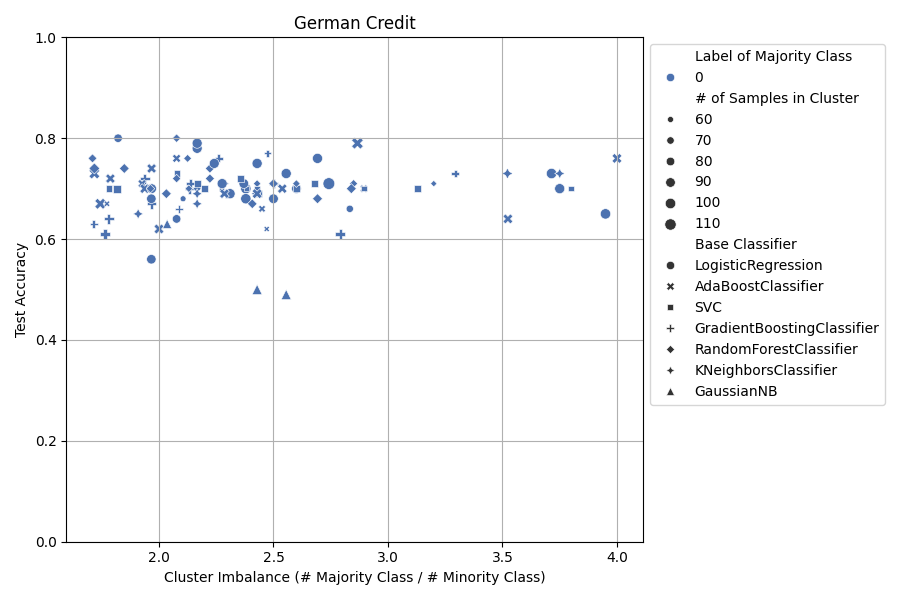 German Credit
1.0
0.8
0.6
0.4
0.2
0.0
Test Accuracy
2.0
2.5
3.0
3.5
4.0
Cluster Imbalance (# Majority Class / # Minority Class)
Label of Majority Class
0
# of Samples in Cluster
60
70
80
90
100
110
Base Classifier
LogisticRegression
AdaBoostClassifier
SVC
GradientBoostingClassifier
RandomForestClassifier
KNeighborsClassifier
GaussianNB